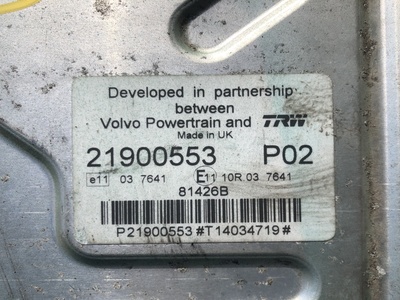 Developed in partnership
between
Volvo Powertrain and TRW
Made in UK
21900553 P02
e11 03 7641 E11 10R 03 7641
81426B
P21900553 #T14034719#